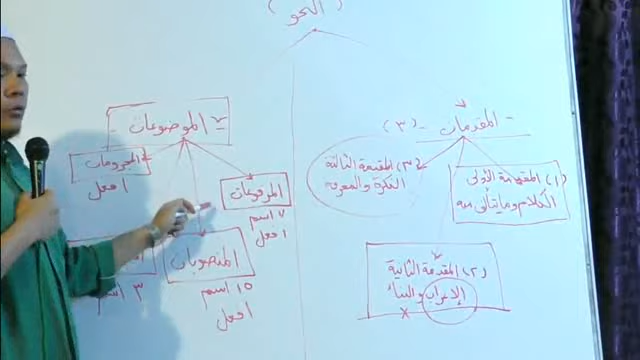 (النحو)
- المقدمات - (٣)
(١) المقدمة الأولى
الكلام وما يتألف منه
(٢) المقدمة الثانية
الإعراب والبناء
x
(٣) المقدمة الثالثة
النكرة والمعرفة
الموضوعات -
المرفوعات
٧ اسم
١ فعل
المنصوبات
١٥ اسم
١ فعل
٣ اسم
المجزومات
١ فعل